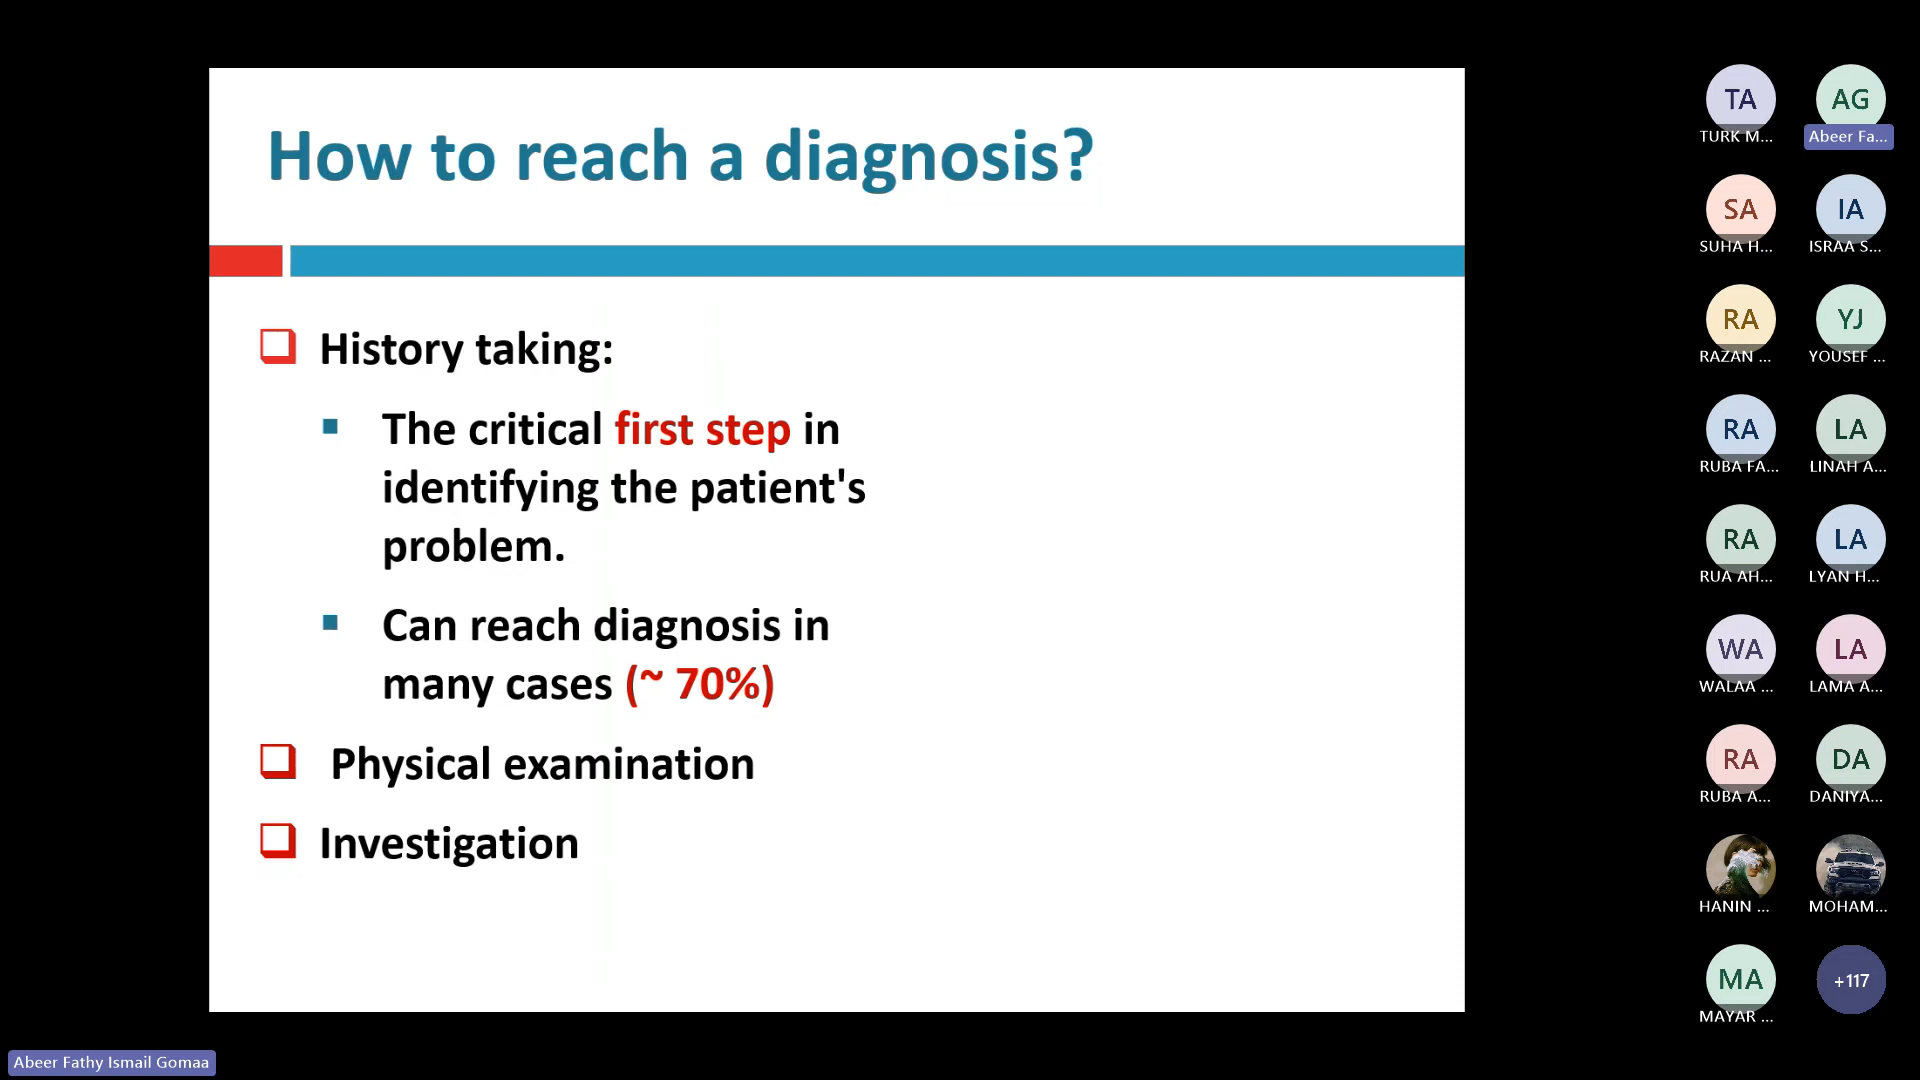 How to reach a diagnosis?
History taking:
The critical first step in
identifying the patient's
problem.
Can reach diagnosis in
many cases (~ 70%)
Physical examination
Investigation
TA
AG
TURK M...
Abeer Fa...
SA
IA
SUHA H...
ISRAA S...
RA
YJ
RAZAN ...
YOUSEF ...
RA
LA
RUBA FA...
LINAH A...
RA
LA
RUA AH...
LYAN H...
WA
LA
WALAA ...
LAMA A...
RA
DA
RUBA A...
DANIYA...
HANIN ...
MOHAM...
MA
+117
MAYAR ...
Abeer Fathy Ismail Gomaa